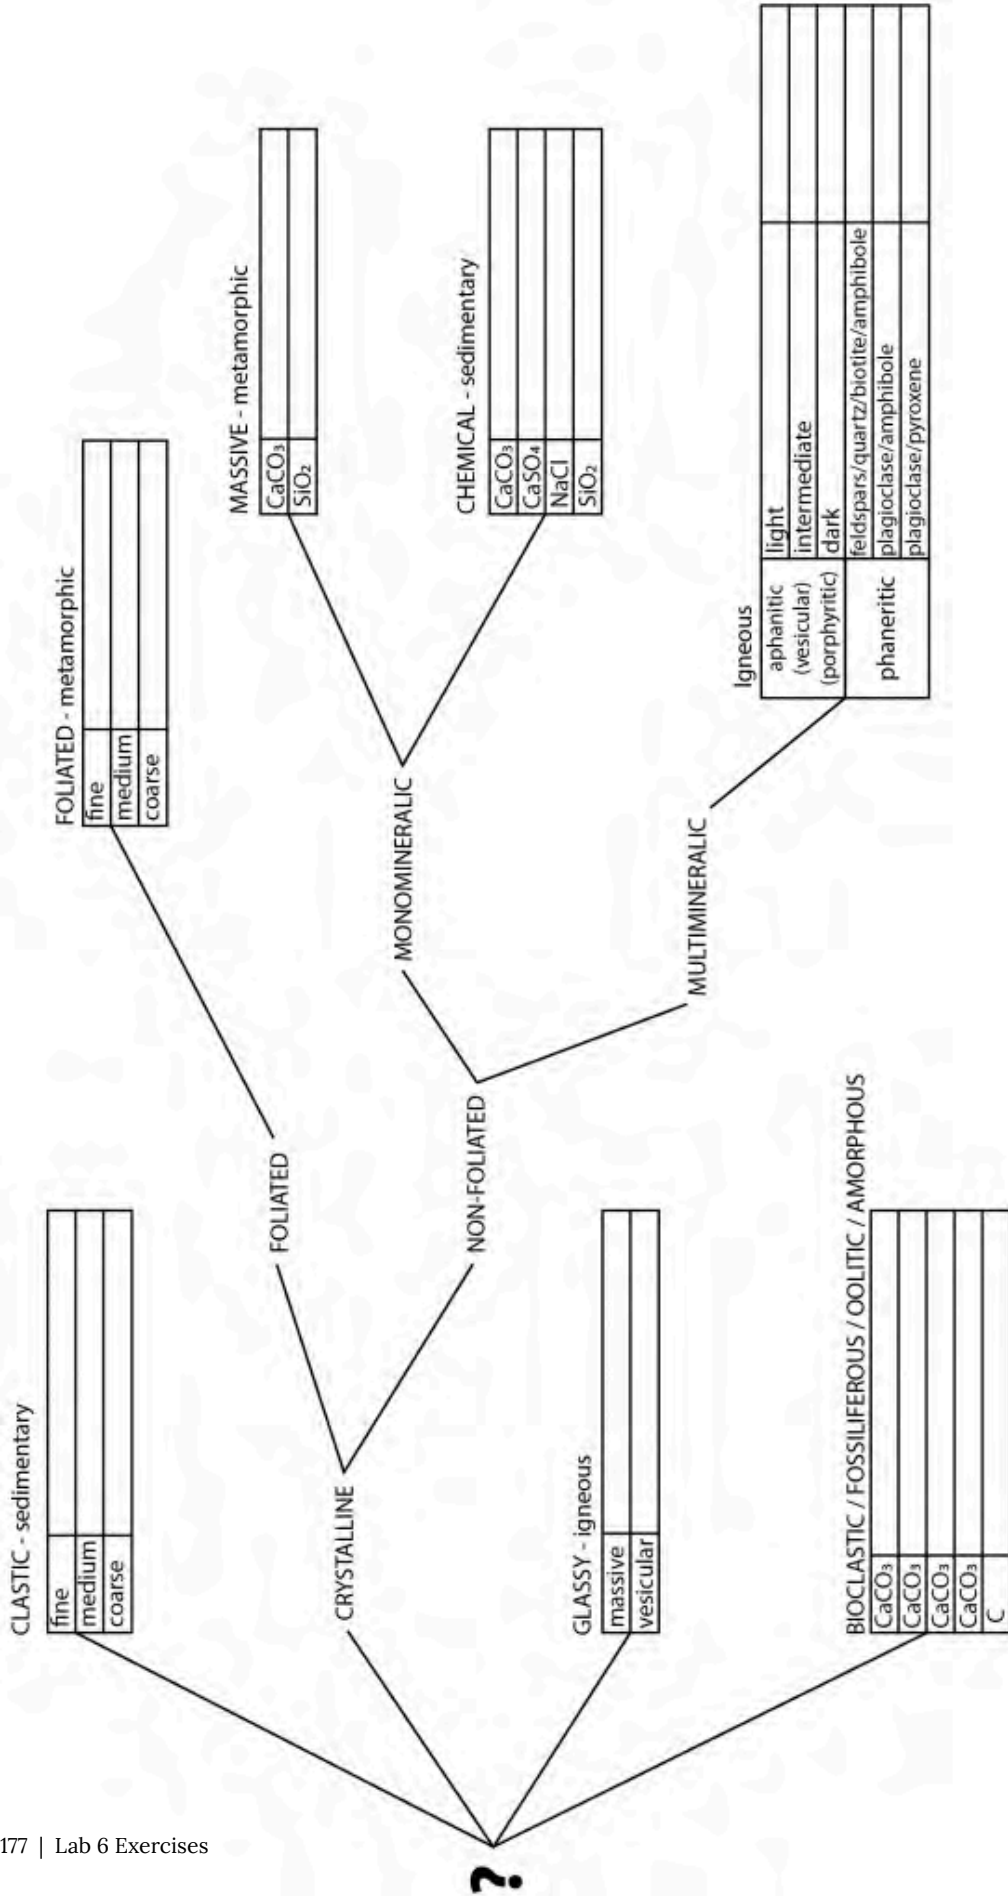 ?
CLASTIC - sedimentary
fine
medium
coarse
CRYSTALLINE
FOLIATED
FOLIATED - metamorphic
fine
medium
coarse
NON-FOLIATED
MONOMINERALIC
MASSIVE - metamorphic
CaCO₃
SiO₂
CHEMICAL - sedimentary
CaCO₃
CaSO₄
NaCl
SiO₂
MULTIMINERALIC
Igneous
aphanitic
(vesicular)
(porphyritic)
light
intermediate
dark
phaneritic
feldspars/quartz/biotite/amphibole
plagioclase/amphibole
plagioclase/pyroxene
GLASSY - igneous
massive
vesicular
BIOCLASTIC / FOSSILIFEROUS / OOLITIC / AMORPHOUS
CaCO₃
CaCO₃
CaCO₃
CaCO₃
C
177 | Lab 6 Exercises